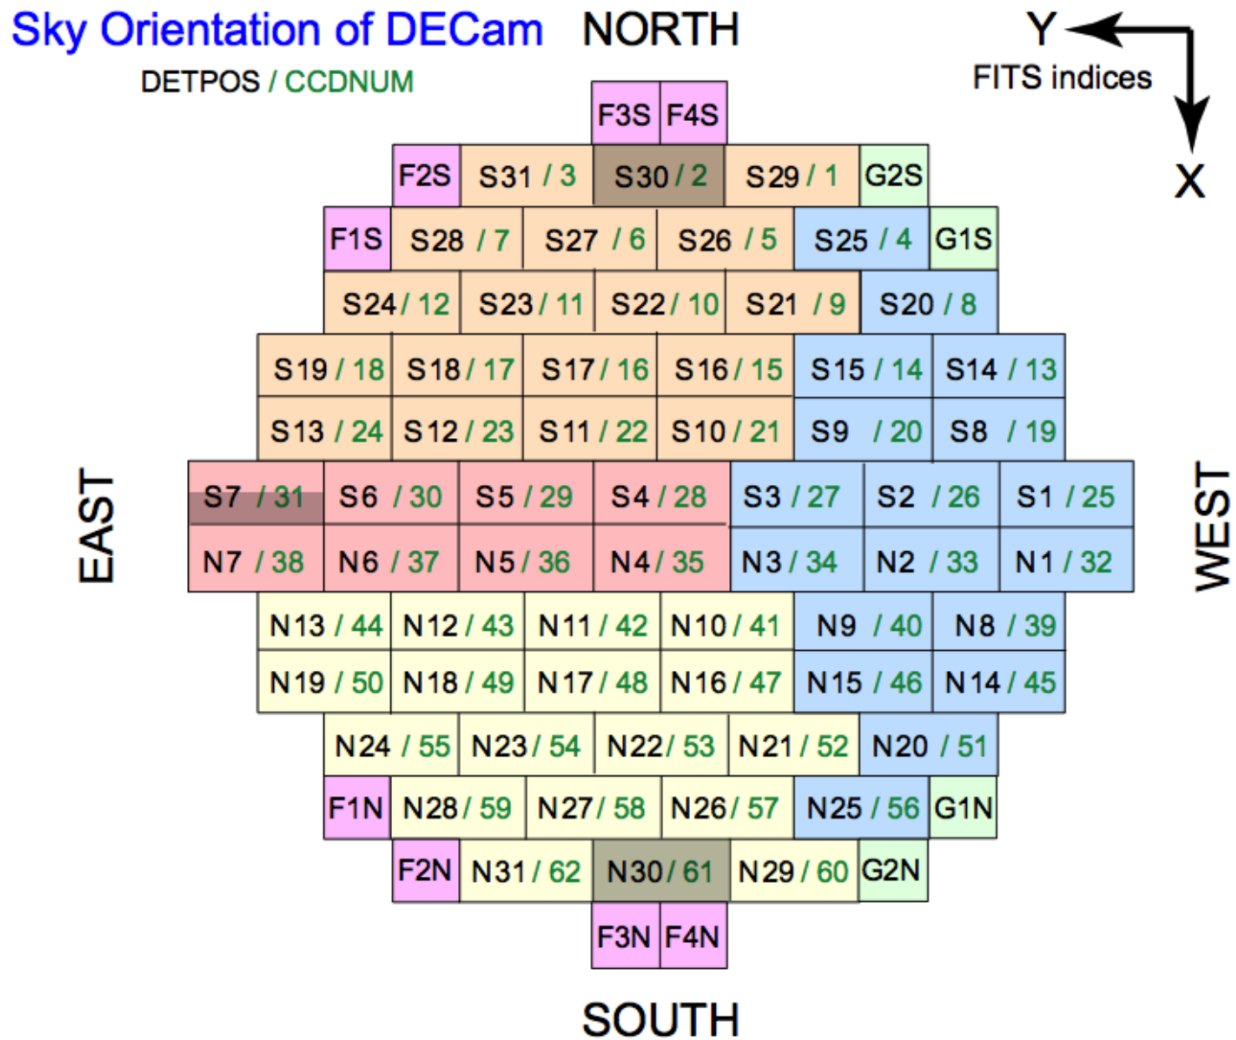 Sky Orientation of DECam NORTH Y
DETPOS / CCDNUM FITS indices
F3S F4S
F2S S31 / 3 S30 / 2 S29 / 1 G2S X
F1S S28 / 7 S27 / 6 S26 / 5 S25 / 4 G1S
S24 / 12 S23 / 11 S22 / 10 S21 / 9 S20 / 8
S19 / 18 S18 / 17 S17 / 16 S16 / 15 S15 / 14 S14 / 13
S13 / 24 S12 / 23 S11 / 22 S10 / 21 S9 / 20 S8 / 19
S7 / 31 S6 / 30 S5 / 29 S4 / 28 S3 / 27 S2 / 26 S1 / 25
EAST WEST
N7 / 38 N6 / 37 N5 / 36 N4 / 35 N3 / 34 N2 / 33 N1 / 32
N13 / 44 N12 / 43 N11 / 42 N10 / 41 N9 / 40 N8 / 39
N19 / 50 N18 / 49 N17 / 48 N16 / 47 N15 / 46 N14 / 45
N24 / 55 N23 / 54 N22 / 53 N21 / 52 N20 / 51
F1N N28 / 59 N27 / 58 N26 / 57 N25 / 56 G1N
F2N N31 / 62 N30 / 61 N29 / 60 G2N
F3N F4N
SOUTH